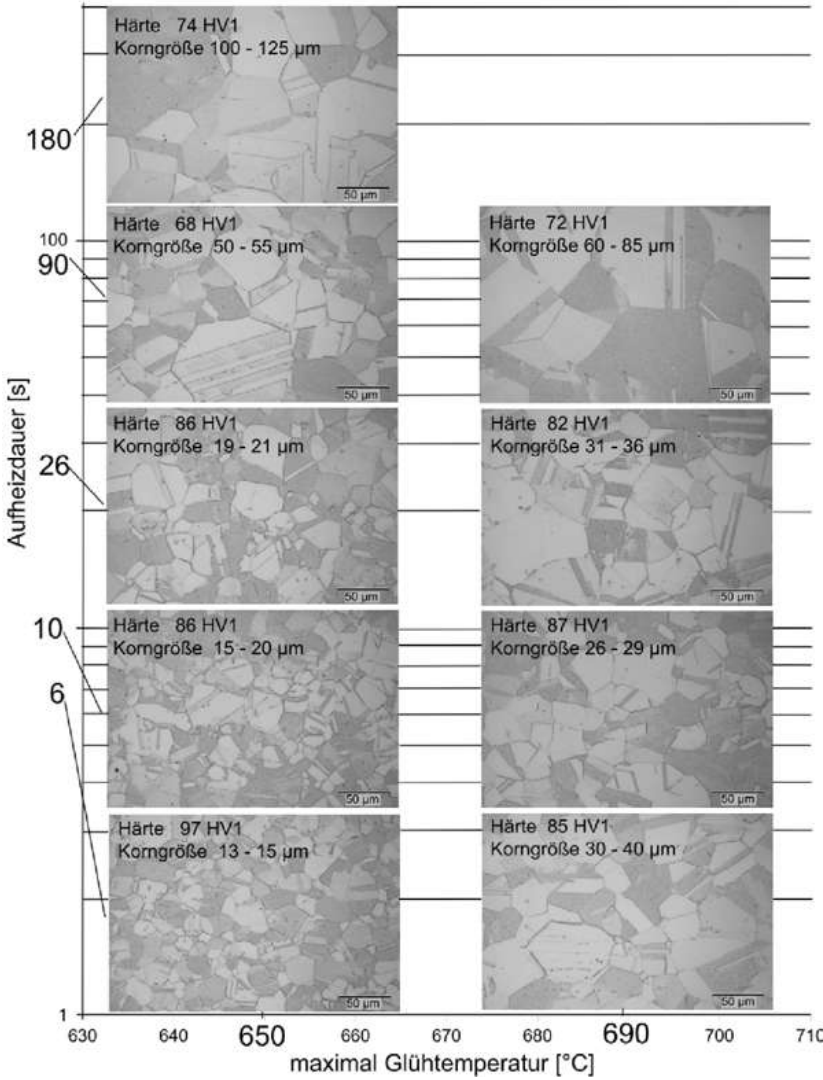 Härte 74 HV1
Korngröße 100 - 125 µm
50 µm
180
Härte 68 HV1
Korngröße 50 - 55 µm
50 µm
Härte 72 HV1
Korngröße 60 - 85 µm
50 µm
100
90
Härte 86 HV1
Korngröße 19 - 21 µm
50 µm
Härte 82 HV1
Korngröße 31 - 36 µm
50 µm
26
Aufheizdauer [s]
Härte 86 HV1
Korngröße 15 - 20 µm
50 µm
Härte 87 HV1
Korngröße 26 - 29 µm
50 µm
10
6
Härte 97 HV1
Korngröße 13 - 15 µm
50 µm
Härte 85 HV1
Korngröße 30 - 40 µm
50 µm
1
630 640 650 660 670 680 690 700 710
maximal Glühtemperatur [°C]